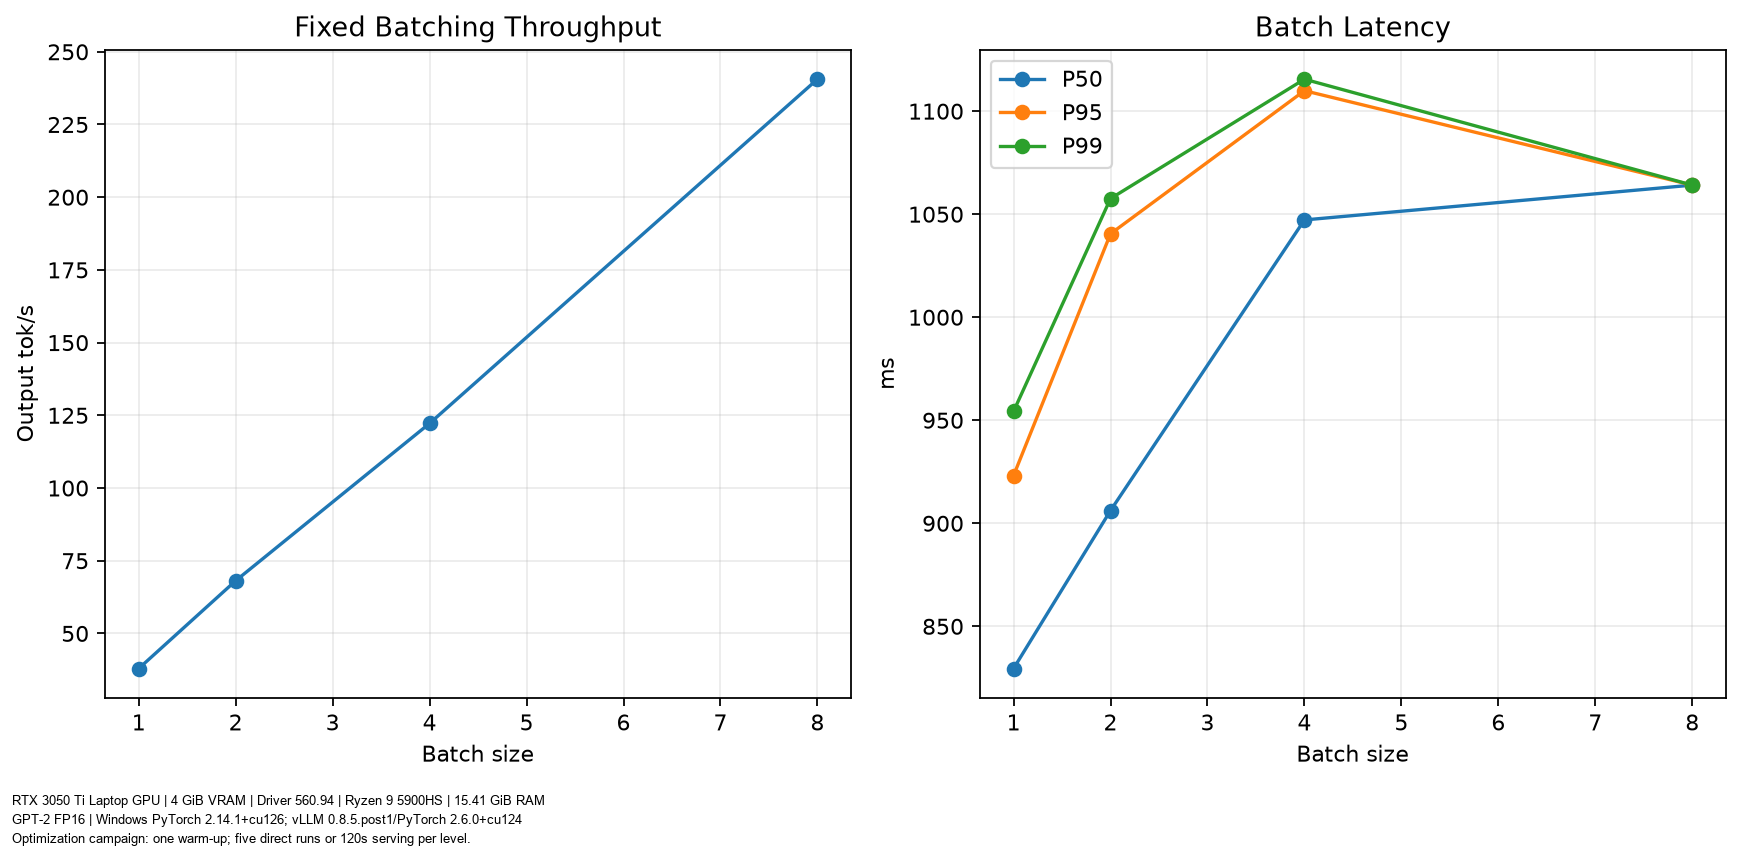 Fixed Batching Throughput
250
225
200
175
150
125
100
75
50
Output tok/s
1 2 3 4 5 6 7 8
Batch size
Batch Latency
P50
P95
P99
1100
1050
1000
950
900
850
ms
1 2 3 4 5 6 7 8
Batch size
RTX 3050 Ti Laptop GPU | 4 GiB VRAM | Driver 560.94 | Ryzen 9 5900HS | 15.41 GiB RAM
GPT-2 FP16 | Windows PyTorch 2.14.1+cu126; vLLM 0.8.5.post1/PyTorch 2.6.0+cu124
Optimization campaign: one warm-up; five direct runs or 120s serving per level.